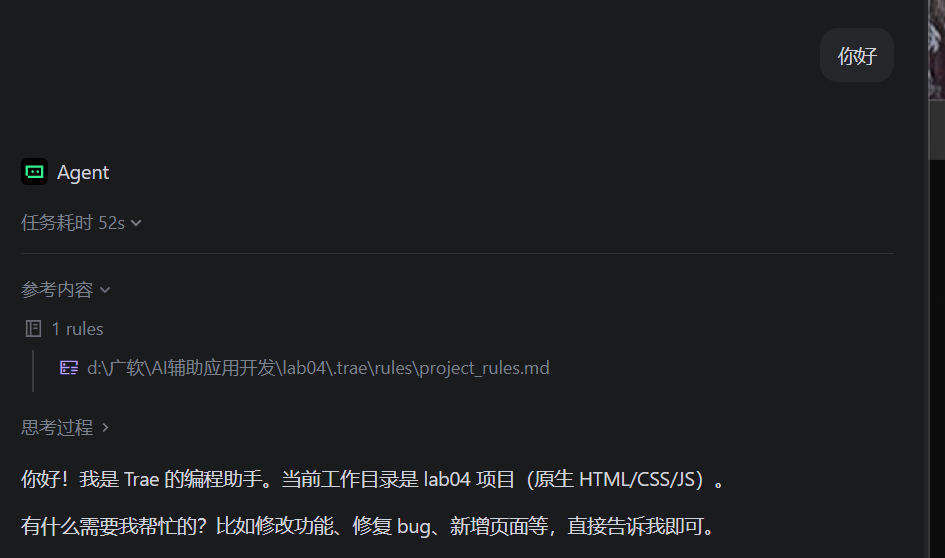 你好
Agent
任务耗时 52s
参考内容
1 rules
d:\广软\AI辅助应用开发\lab04\.trae\rules\project_rules.md
思考过程
你好！我是 Trae 的编程助手。当前工作目录是 lab04 项目（原生 HTML/CSS/JS）。
有什么需要我帮忙的？比如修改功能、修复 bug、新增页面等，直接告诉我即可。